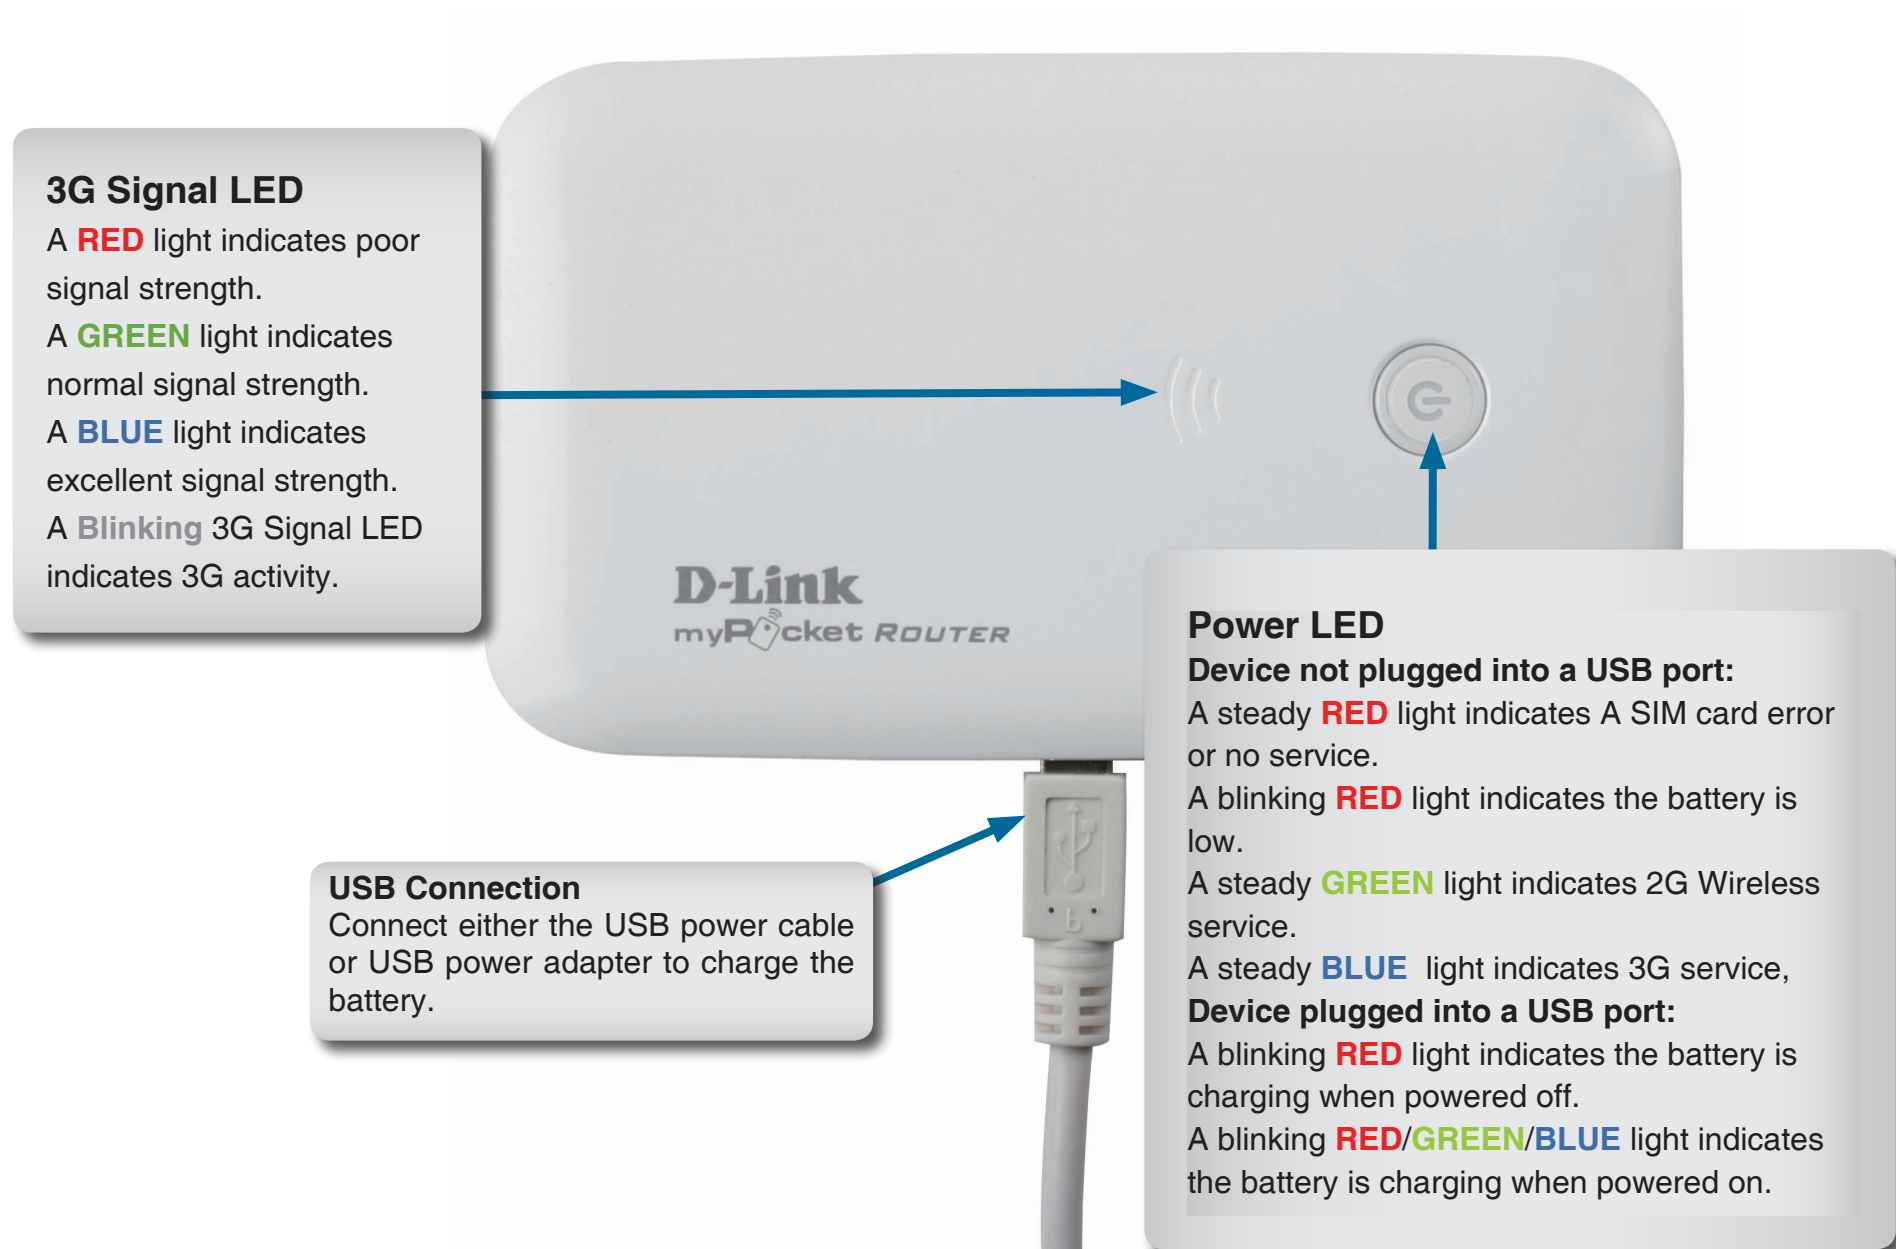 3G Signal LED
A RED light indicates poor
signal strength.
A GREEN light indicates
normal signal strength.
A BLUE light indicates
excellent signal strength.
A Blinking 3G Signal LED
indicates 3G activity.
D-Link
myPocket ROUTER
USB Connection
Connect either the USB power cable
or USB power adapter to charge the
battery.
b
Power LED
Device not plugged into a USB port:
A steady RED light indicates A SIM card error
or no service.
A blinking RED light indicates the battery is
low.
A steady GREEN light indicates 2G Wireless
service.
A steady BLUE light indicates 3G service,
Device plugged into a USB port:
A blinking RED light indicates the battery is
charging when powered off.
A blinking RED/GREEN/BLUE light indicates
the battery is charging when powered on.